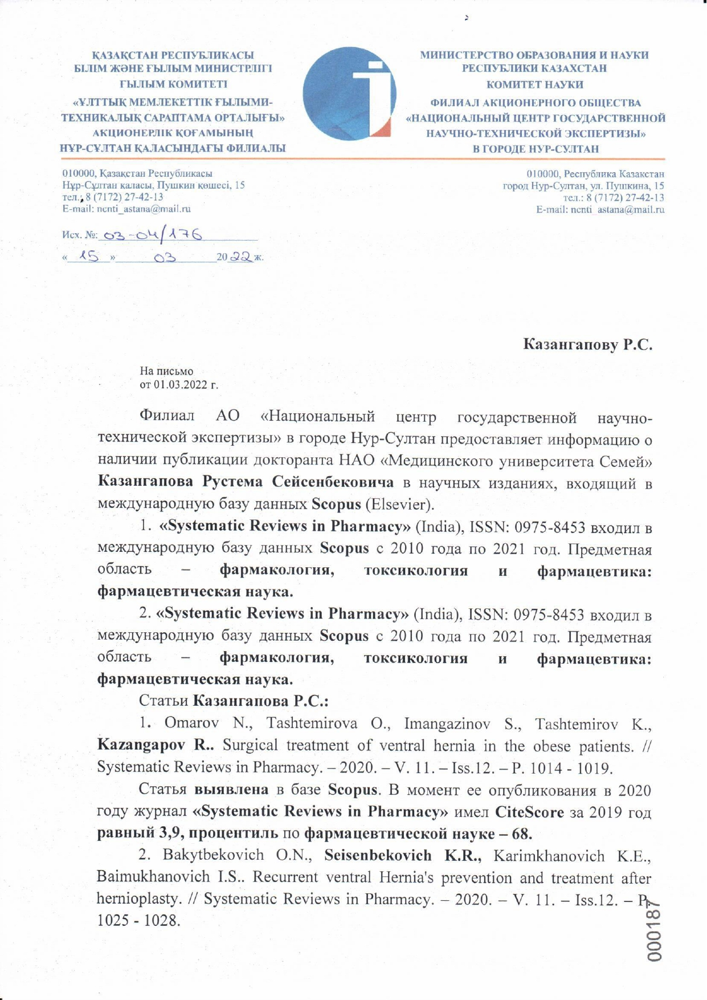 ҚАЗАҚСТАН РЕСПУБЛИКАСЫ
БІЛІМ ЖӘНЕ ҒЫЛЫМ МИНИСТРЛІГІ
ҒЫЛЫМ КОМИТЕТІ
«ҰЛТТЫҚ МЕМЛЕКЕТТІК ҒЫЛЫМИ-
ТЕХНИКАЛЫҚ САРАПТАМА ОРТАЛЫҒЫ»
АКЦИОНЕРЛІК ҚОҒАМЫНЫҢ
НҰР-СҰЛТАН ҚАЛАСЫНДАҒЫ ФИЛИАЛЫ
МИНИСТЕРСТВО ОБРАЗОВАНИЯ И НАУКИ
РЕСПУБЛИКИ КАЗАХСТАН
КОМИТЕТ НАУКИ
ФИЛИАЛ АКЦИОНЕРНОГО ОБЩЕСТВА
«НАЦИОНАЛЬНЫЙ ЦЕНТР ГОСУДАРСТВЕННОЙ
НАУЧНО-ТЕХНИЧЕСКОЙ ЭКСПЕРТИЗЫ»
В ГОРОДЕ НУР-СУЛТАН
010000, Қазақстан Республикасы
Нұр-Сұлтан қаласы, Пушкин көшесі, 15
тел.: 8 (7172) 27-42-13
E-mail: ncnti_astana@mail.ru
010000, Республика Казахстан
город Нур-Султан, ул. Пушкина, 15
тел.: 8 (7172) 27-42-13
E-mail: ncnti_astana@mail.ru
Исх. №: 03-04/176
« 15 » 03 2022 ж.
Казангапову Р.С.
На письмо
от 01.03.2022 г.
Филиал АО «Национальный центр государственной научно-
технической экспертизы» в городе Нур-Султан предоставляет информацию о
наличии публикации докторанта НАО «Медицинского университета Семей»
Казангапова Рустема Сейсенбековича в научных изданиях, входящий в
международную базу данных Scopus (Elsevier).
1. «Systematic Reviews in Pharmacy» (India), ISSN: 0975-8453 входил в
международную базу данных Scopus с 2010 года по 2021 год. Предметная
область – фармакология, токсикология и фармацевтика:
фармацевтическая наука.
2. «Systematic Reviews in Pharmacy» (India), ISSN: 0975-8453 входил в
международную базу данных Scopus с 2010 года по 2021 год. Предметная
область – фармакология, токсикология и фармацевтика:
фармацевтическая наука.
Статьи Казангапова Р.С.:
1. Omarov N., Tashtemirova O., Imangazinov S., Tashtemirov K.,
Kazangapov R.. Surgical treatment of ventral hernia in the obese patients. //
Systematic Reviews in Pharmacy. – 2020. – V. 11. – Iss.12. – P. 1014 - 1019.
Статья выявлена в базе Scopus. В момент ее опубликования в 2020
году журнал «Systematic Reviews in Pharmacy» имел CiteScore за 2019 год
равный 3,9, процентиль по фармацевтической науке – 68.
2. Bakytbekovich O.N., Seisenbekovich K.R., Karimkhanovich K.E.,
Baimukhanovich I.S.. Recurrent ventral Hernia's prevention and treatment after
hernioplasty. // Systematic Reviews in Pharmacy. – 2020. – V. 11. – Iss.12. – P.
1025 - 1028.
000187